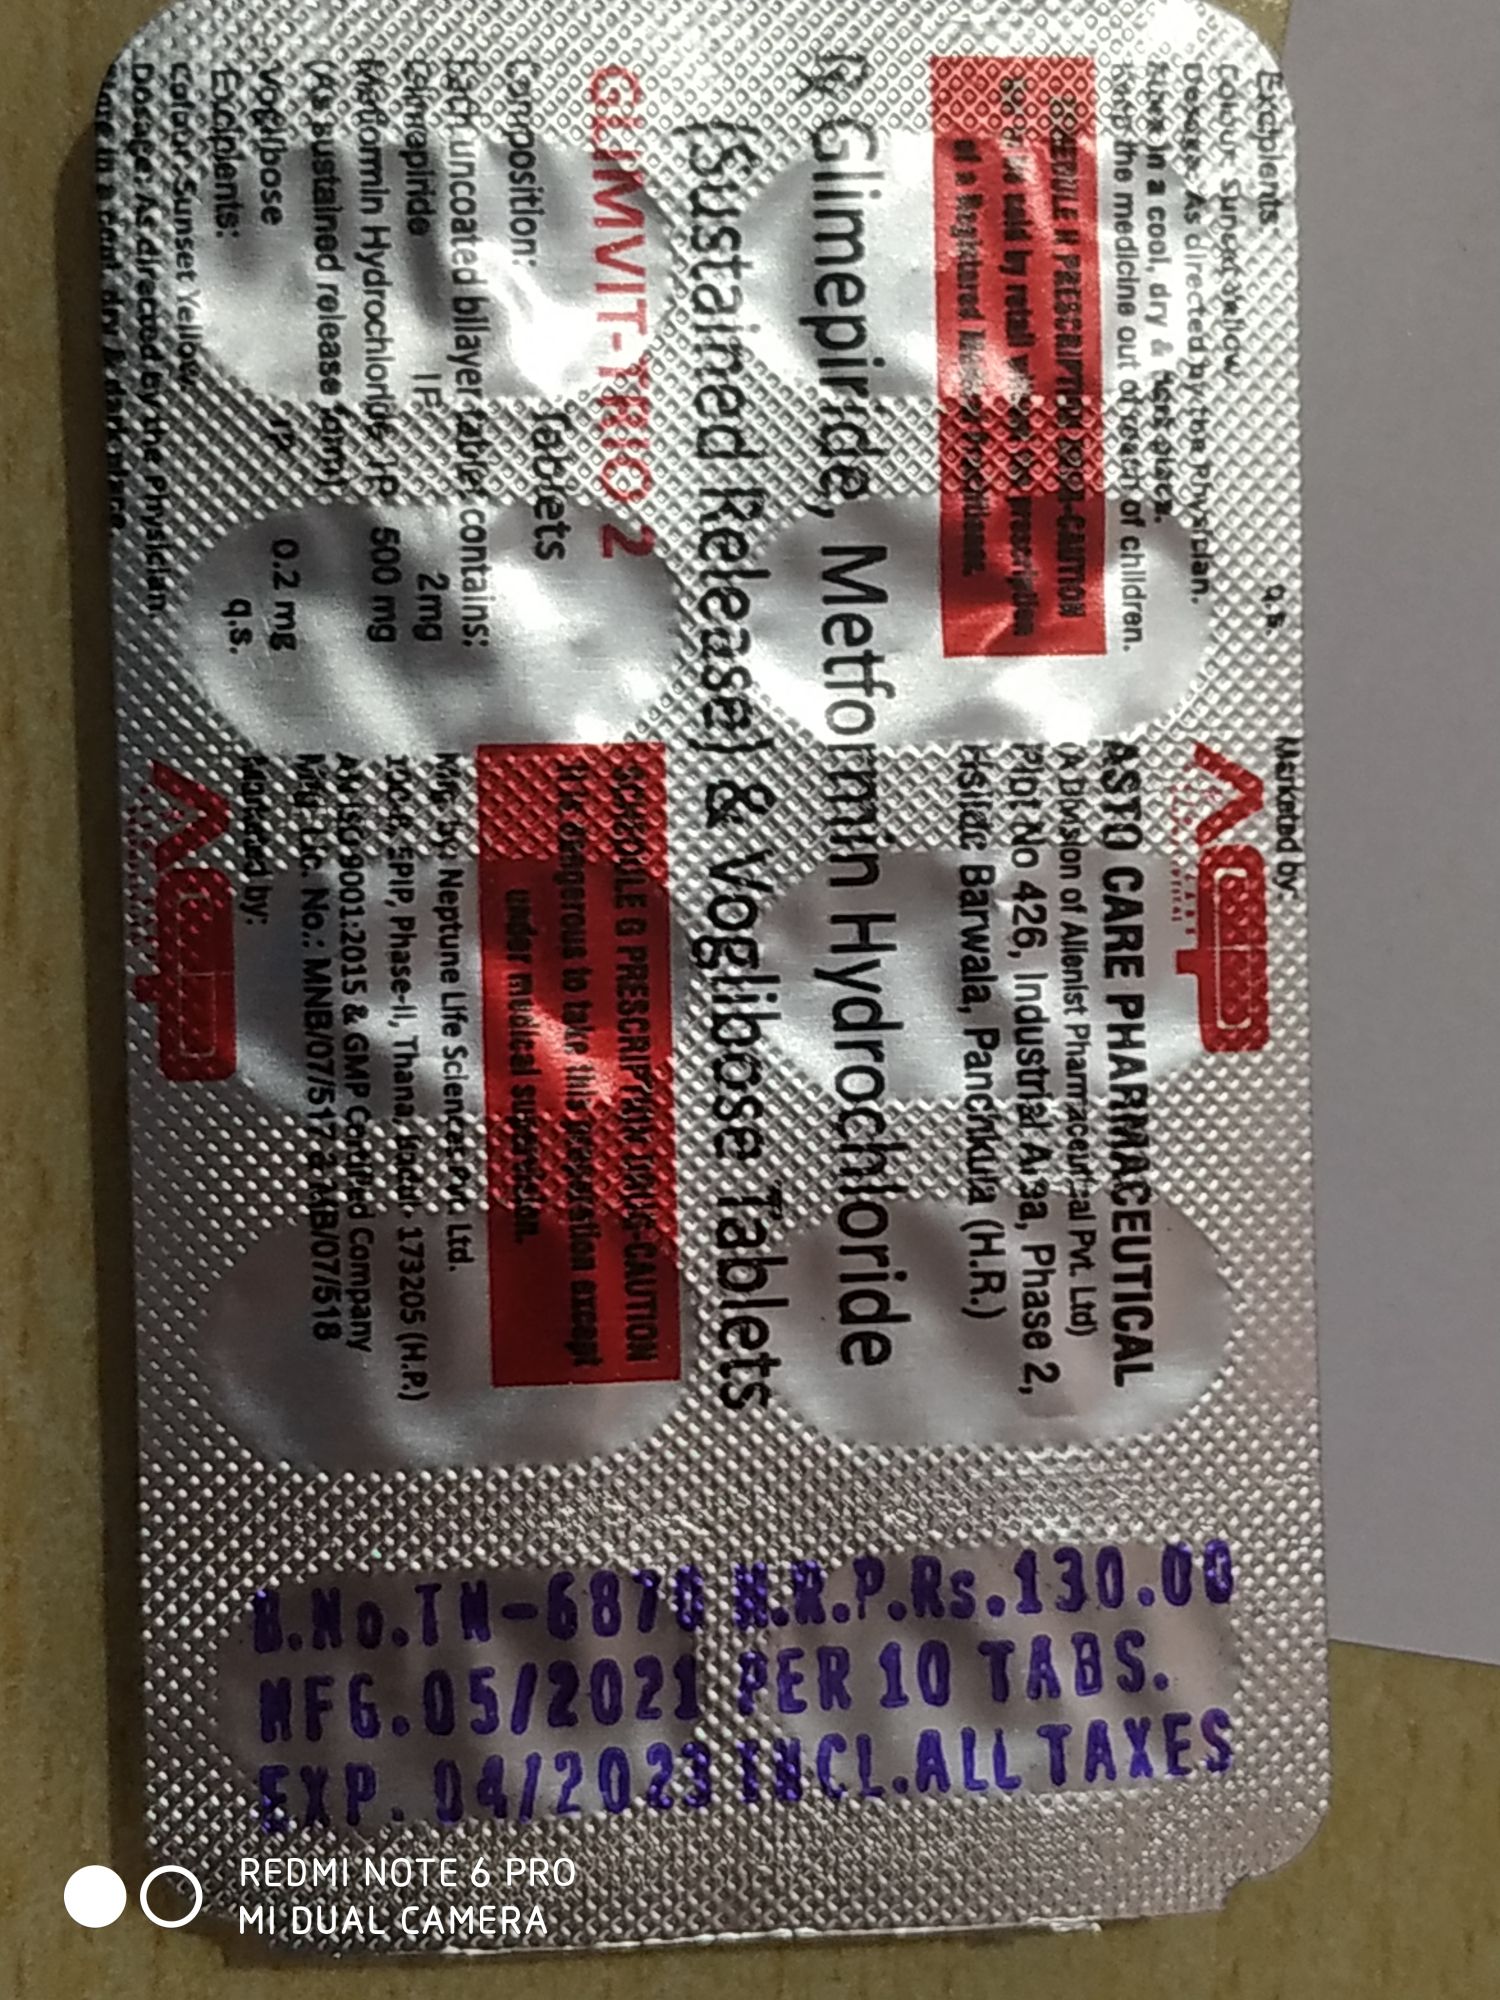 Excipients: q.s.
Colour: Sunset Yellow.
Dosage: As directed by the Physician.
in a cool, dry & dark place.
Keep the medicine out of reach of children.
SCHEDULE H PRESCRIPTION DRUG-CAUTION
Not to be sold by retail without the prescription
of a Registered Medical Practitioner.
Marketed by:
ASTO CARE PHARMACEUTICAL
(A Division of Allenist Pharmaceutical Pvt. Ltd)
Plot No 426, Industrial Area, Phase 2,
Barwala, Panchkula (H.R.)
℞ Glimepiride, Metformin Hydrochloride
(Sustained Release) & Voglibose Tablets
GLIMVIT-TRIO 2
Tablets
Composition:
Each uncoated bilayer tablet contains:
Glimepiride IP 2mg
Metformin Hydrochloride IP 500 mg
(As sustained release form)
Voglibose IP 0.2 mg
Excipients: q.s.
Colour: Sunset Yellow.
Dosage: As directed by the Physician.
Store in a cool, dry & dark place.
SCHEDULE G PRESCRIPTION DRUG-CAUTION
It is dangerous to take this preparation except
under medical supervision.
Mfg. by: Neptune Life Sciences Pvt. Ltd.
EPIP, Phase-II, Thana, 173205 (H.P.)
An ISO 9001:2015 & GMP Certified Company
Mfg. Lic. No.: MNB/07/517 & MB/07/518
Marketed by:
B.No.TN-6870 M.R.P.Rs.130.00
MFG.05/2021 PER 10 TABS.
EXP. 04/2023 INCL.ALL TAXES
REDMI NOTE 6 PRO
MI DUAL CAMERA